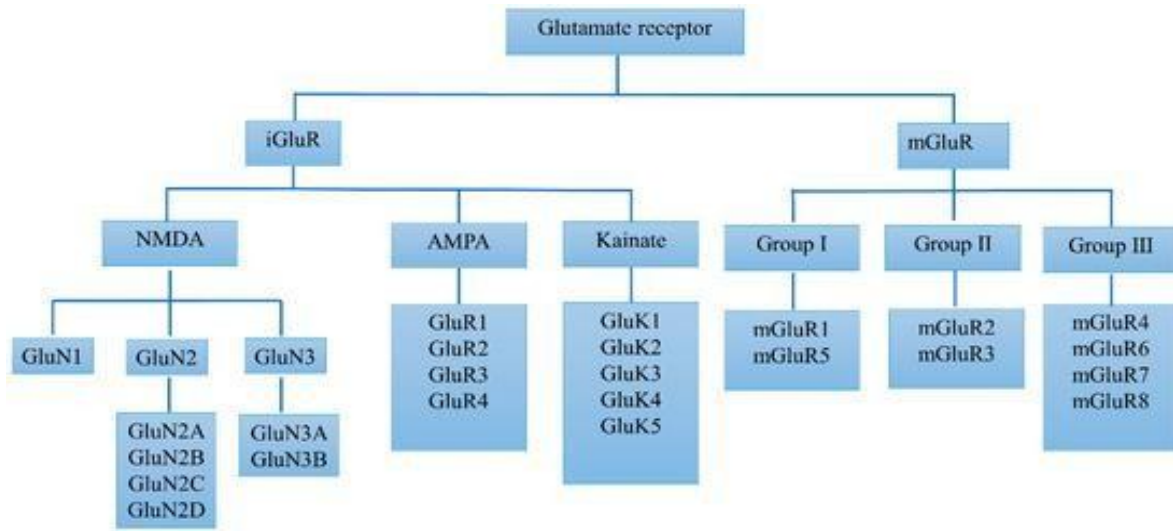 Glutamate receptor
iGluR
mGluR
NMDA
AMPA
Kainate
Group I
Group II
Group III
GluN1
GluN2
GluN3
GluR1
GluR2
GluR3
GluR4
GluK1
GluK2
GluK3
GluK4
GluK5
mGluR1
mGluR5
mGluR2
mGluR3
mGluR4
mGluR6
mGluR7
mGluR8
GluN2A
GluN2B
GluN2C
GluN2D
GluN3A
GluN3B